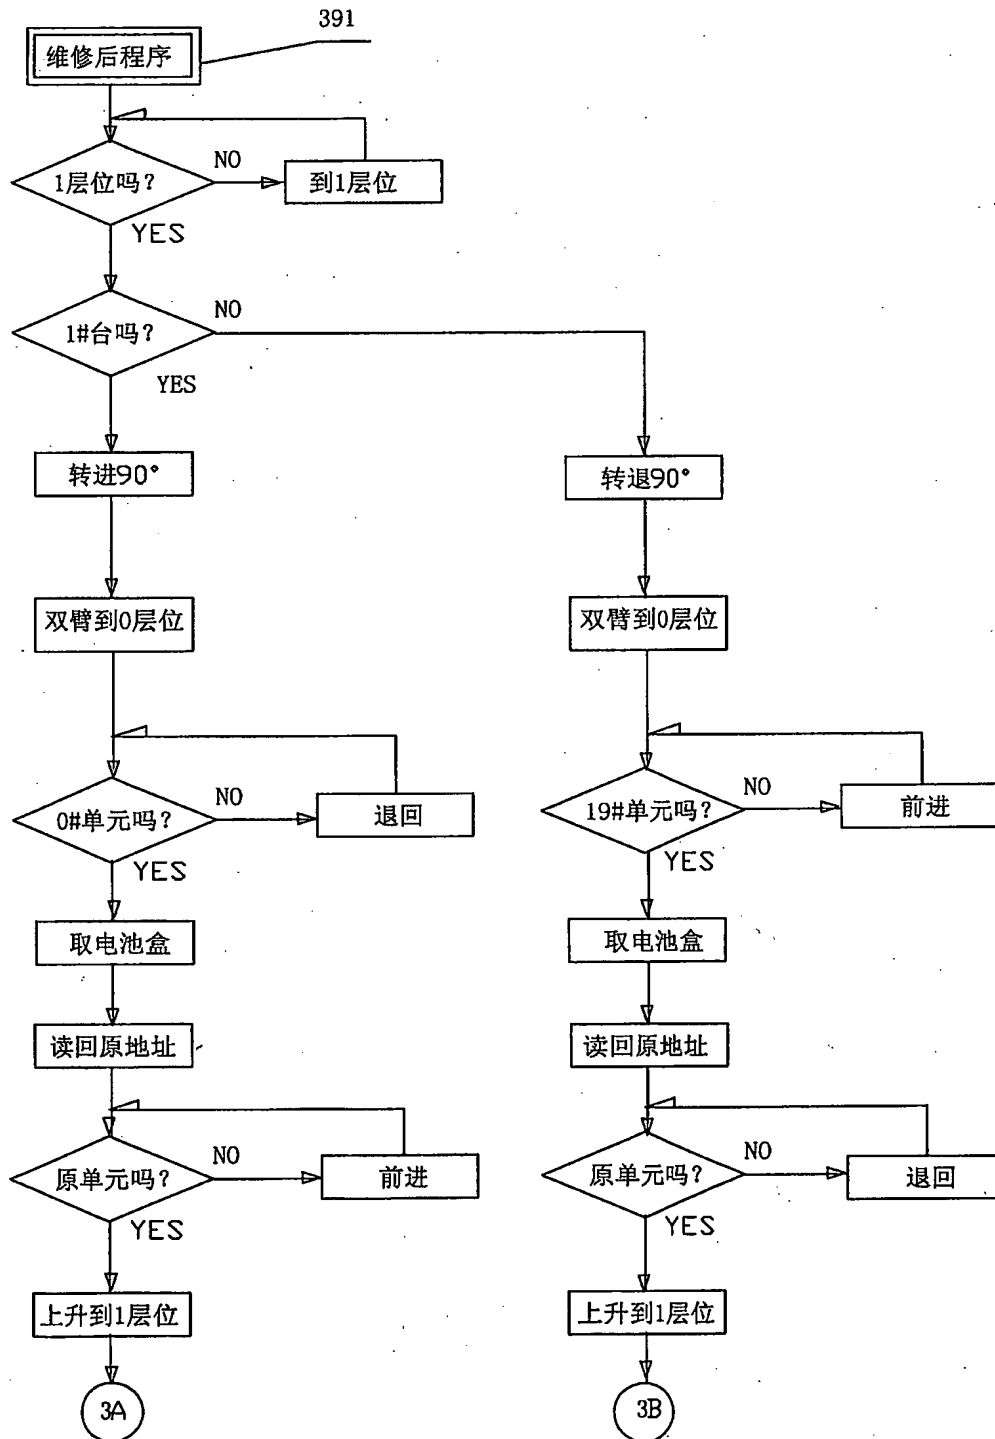 391
维修后程序
1层位吗?
NO
到1层位
YES
1#台吗?
NO
YES
转进90°
转退90°
双臂到0层位
双臂到0层位
0#单元吗?
NO
退回
YES
19#单元吗?
NO
前进
YES
取电池盒
取电池盒
读回原地址
读回原地址
原单元吗?
NO
前进
YES
原单元吗?
NO
退回
YES
上升到1层位
上升到1层位
3A
3B